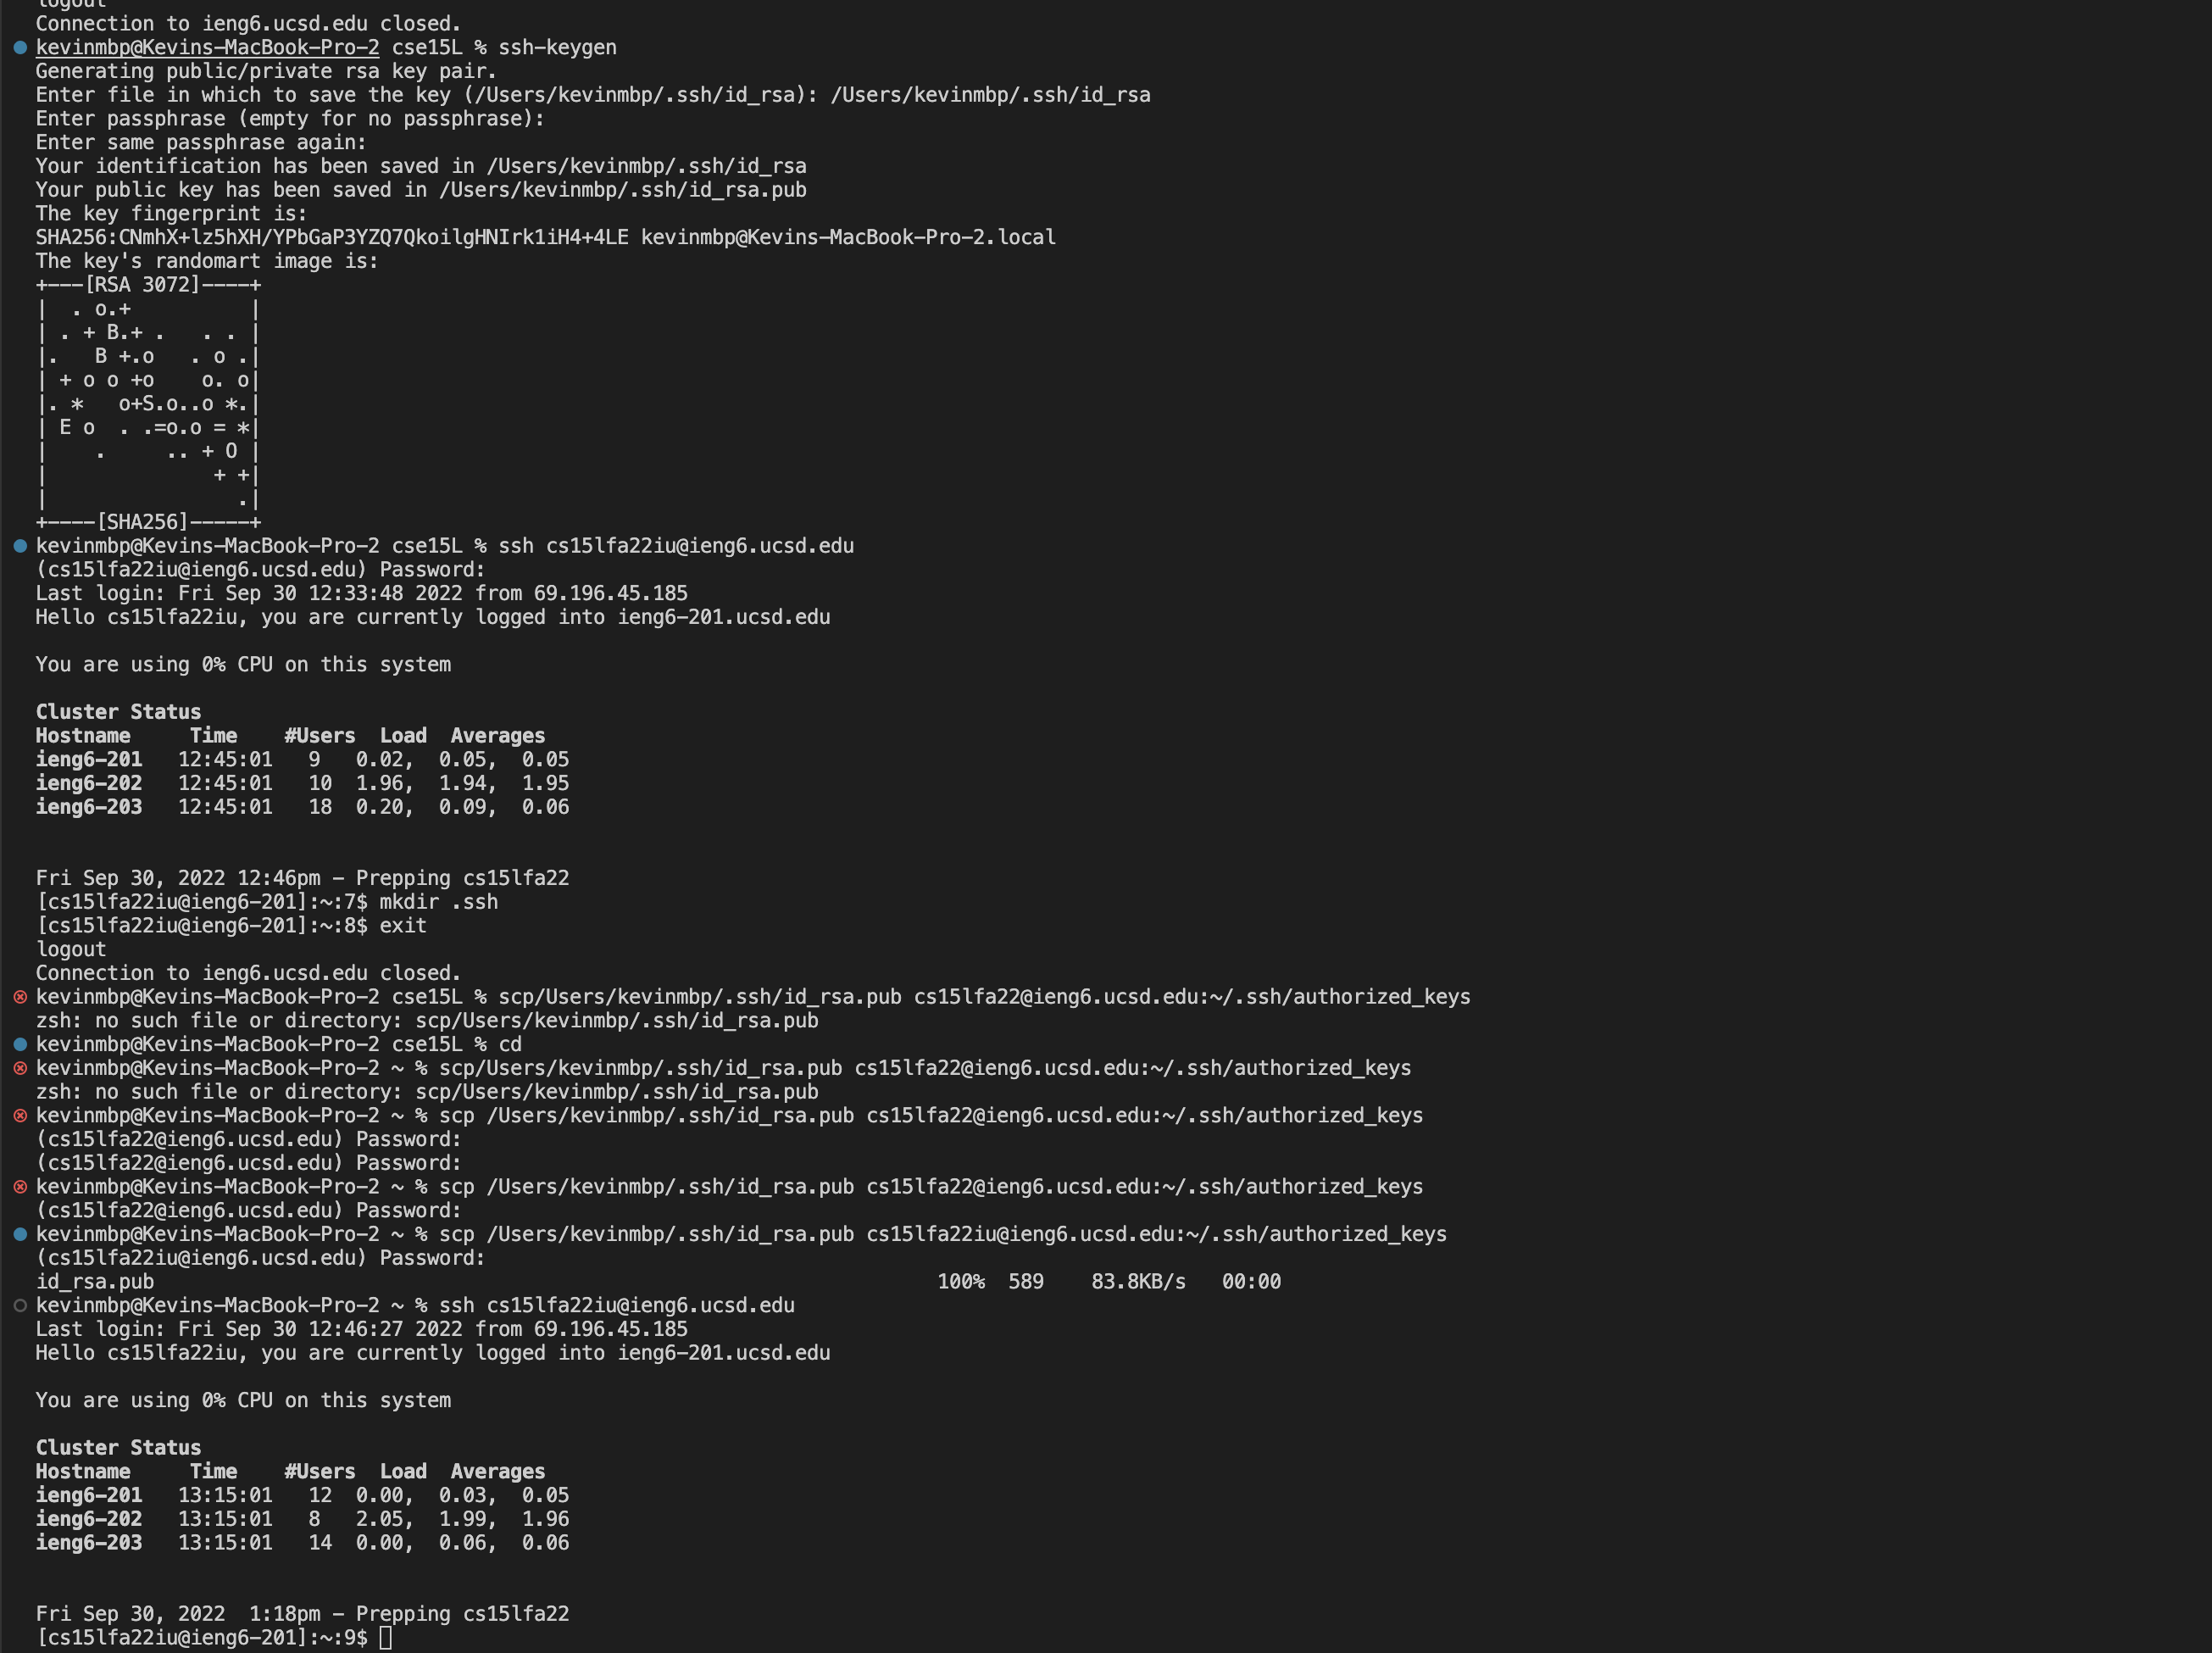 logout
Connection to ieng6.ucsd.edu closed.
kevinmbp@Kevins-MacBook-Pro-2 cse15L % ssh-keygen
Generating public/private rsa key pair.
Enter file in which to save the key (/Users/kevinmbp/.ssh/id_rsa): /Users/kevinmbp/.ssh/id_rsa
Enter passphrase (empty for no passphrase):
Enter same passphrase again:
Your identification has been saved in /Users/kevinmbp/.ssh/id_rsa
Your public key has been saved in /Users/kevinmbp/.ssh/id_rsa.pub
The key fingerprint is:
SHA256:CNmhX+lz5hXH/YPbGaP3YZQ7QkoilgHNIrk1iH4+4LE kevinmbp@Kevins-MacBook-Pro-2.local
The key's randomart image is:
+---[RSA 3072]----+
|  . o.+          |
| . + B.+ .   . . |
|.   B +.o   . o .|
| + o o +o    o. o|
|. *   o+S.o..o *.|
| E o  . .=o.o = *|
|    .     .. + O |
|              + +|
|                .|
+----[SHA256]-----+
kevinmbp@Kevins-MacBook-Pro-2 cse15L % ssh cs15lfa22iu@ieng6.ucsd.edu
(cs15lfa22iu@ieng6.ucsd.edu) Password:
Last login: Fri Sep 30 12:33:48 2022 from 69.196.45.185
Hello cs15lfa22iu, you are currently logged into ieng6-201.ucsd.edu
You are using 0% CPU on this system
Cluster Status
Hostname     Time    #Users  Load  Averages
ieng6-201   12:45:01   9   0.02,  0.05,  0.05
ieng6-202   12:45:01   10  1.96,  1.94,  1.95
ieng6-203   12:45:01   18  0.20,  0.09,  0.06
Fri Sep 30, 2022 12:46pm - Prepping cs15lfa22
[cs15lfa22iu@ieng6-201]:~:7$ mkdir .ssh
[cs15lfa22iu@ieng6-201]:~:8$ exit
logout
Connection to ieng6.ucsd.edu closed.
kevinmbp@Kevins-MacBook-Pro-2 cse15L % scp/Users/kevinmbp/.ssh/id_rsa.pub cs15lfa22@ieng6.ucsd.edu:~/.ssh/authorized_keys
zsh: no such file or directory: scp/Users/kevinmbp/.ssh/id_rsa.pub
kevinmbp@Kevins-MacBook-Pro-2 cse15L % cd
kevinmbp@Kevins-MacBook-Pro-2 ~ % scp/Users/kevinmbp/.ssh/id_rsa.pub cs15lfa22@ieng6.ucsd.edu:~/.ssh/authorized_keys
zsh: no such file or directory: scp/Users/kevinmbp/.ssh/id_rsa.pub
kevinmbp@Kevins-MacBook-Pro-2 ~ % scp /Users/kevinmbp/.ssh/id_rsa.pub cs15lfa22@ieng6.ucsd.edu:~/.ssh/authorized_keys
(cs15lfa22@ieng6.ucsd.edu) Password:
(cs15lfa22@ieng6.ucsd.edu) Password:
kevinmbp@Kevins-MacBook-Pro-2 ~ % scp /Users/kevinmbp/.ssh/id_rsa.pub cs15lfa22@ieng6.ucsd.edu:~/.ssh/authorized_keys
(cs15lfa22@ieng6.ucsd.edu) Password:
kevinmbp@Kevins-MacBook-Pro-2 ~ % scp /Users/kevinmbp/.ssh/id_rsa.pub cs15lfa22iu@ieng6.ucsd.edu:~/.ssh/authorized_keys
(cs15lfa22iu@ieng6.ucsd.edu) Password:
id_rsa.pub                                                                  100%  589    83.8KB/s   00:00
kevinmbp@Kevins-MacBook-Pro-2 ~ % ssh cs15lfa22iu@ieng6.ucsd.edu
Last login: Fri Sep 30 12:46:27 2022 from 69.196.45.185
Hello cs15lfa22iu, you are currently logged into ieng6-201.ucsd.edu
You are using 0% CPU on this system
Cluster Status
Hostname     Time    #Users  Load  Averages
ieng6-201   13:15:01   12  0.00,  0.03,  0.05
ieng6-202   13:15:01   8   2.05,  1.99,  1.96
ieng6-203   13:15:01   14  0.00,  0.06,  0.06
Fri Sep 30, 2022  1:18pm - Prepping cs15lfa22
[cs15lfa22iu@ieng6-201]:~:9$